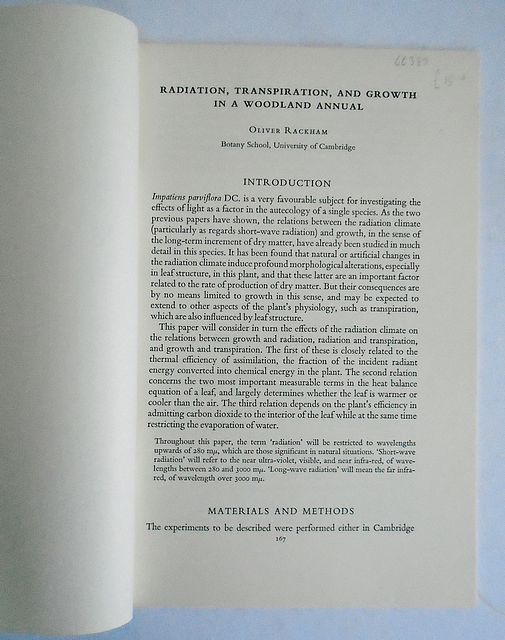 66389
RADIATION, TRANSPIRATION, AND GROWTH
IN A WOODLAND ANNUAL
OLIVER RACKHAM
Botany School, University of Cambridge
INTRODUCTION
Impatiens parviflora DC. is a very favourable subject for investigating the
effects of light as a factor in the autecology of a single species. As the two
previous papers have shown, the relations between the radiation climate
(particularly as regards short-wave radiation) and growth, in the sense of
the long-term increment of dry matter, have already been studied in much
detail in this species. It has been found that natural or artificial changes in
the radiation climate induce profound morphological alterations, especially
in leaf structure, in this plant, and that these latter are an important factor
related to the rate of production of dry matter. But their consequences are
by no means limited to growth in this sense, and may be expected to
extend to other aspects of the plant's physiology, such as transpiration,
which are also influenced by leaf structure.
This paper will consider in turn the effects of the radiation climate on
the relations between growth and radiation, radiation and transpiration,
and growth and transpiration. The first of these is closely related to the
thermal efficiency of assimilation, the fraction of the incident radiant
energy converted into chemical energy in the plant. The second relation
concerns the two most important measurable terms in the heat balance
equation of a leaf, and largely determines whether the leaf is warmer or
cooler than the air. The third relation depends on the plant's efficiency in
admitting carbon dioxide to the interior of the leaf while at the same time
restricting the evaporation of water.
Throughout this paper, the term 'radiation' will be restricted to wavelengths
upwards of 280 mμ, which are those significant in natural situations. 'Short-wave
radiation' will refer to the near ultra-violet, visible, and near infra-red, of wave-
lengths between 280 and 3000 mμ. 'Long-wave radiation' will mean the far infra-
red, of wavelength over 3000 mμ.
MATERIALS AND METHODS
The experiments to be described were performed either in Cambridge
167